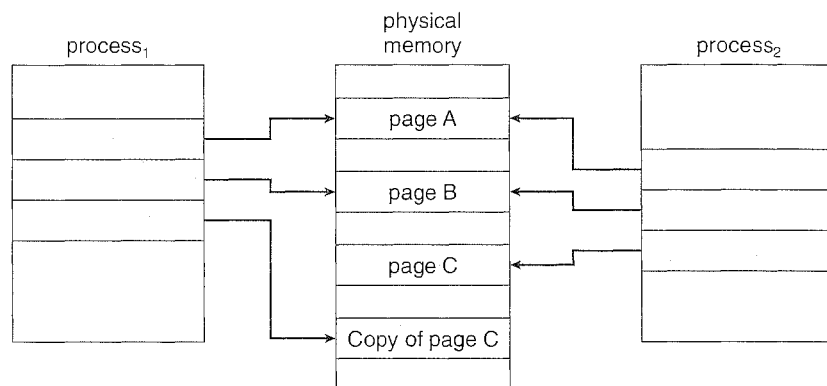 physical
memory
process₁
process₂
page A
page B
page C
Copy of page C